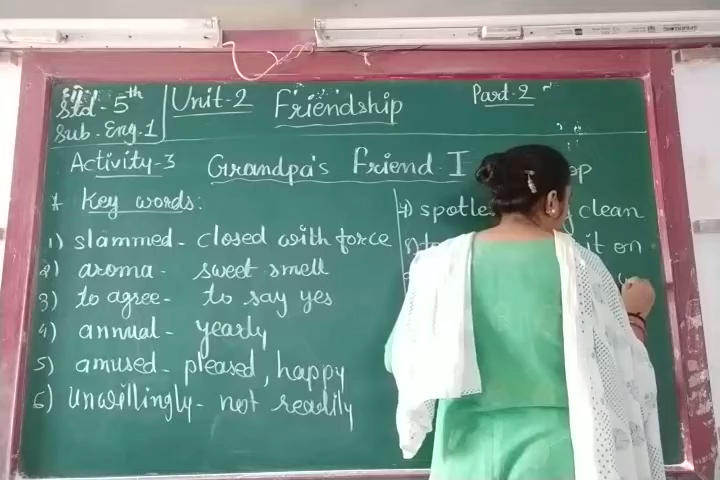 Std - 5th
Sub - Eng - 1
Unit - 2
Friendship
Part - 2
Activity - 3
Grandpa's Friend - I
* Key words:
1) slammed - closed with force
2) aroma - sweet smell
3) to agree - to say yes
4) annual - yearly
5) amused - pleased, happy
6) Unwillingly - not readily
clean
it on